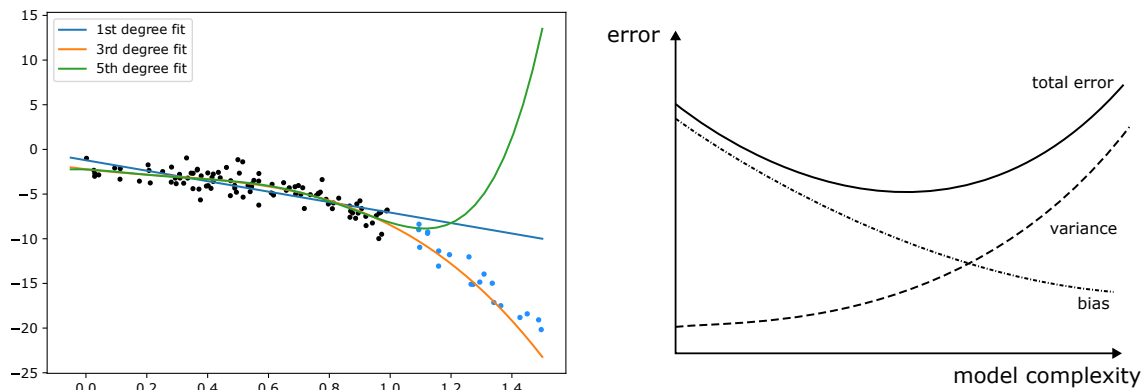 15
10
5
0
−5
−10
−15
−20
−25
0.0 0.2 0.4 0.6 0.8 1.0 1.2 1.4
1st degree fit
3rd degree fit
5th degree fit
error
total error
variance
bias
model complexity